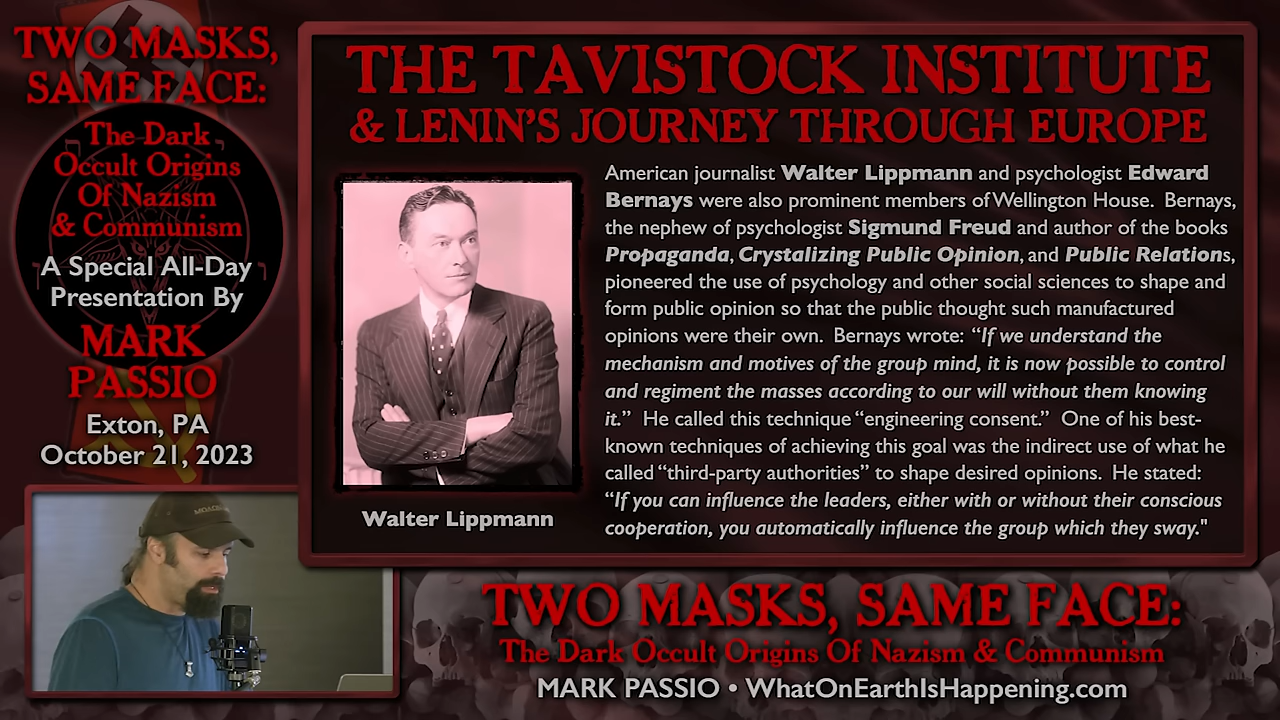 TWO MASKS,
SAME FACE:
The Dark
Occult Origins
Of Nazism
& Communism
A Special All-Day
Presentation By
MARK
PASSIO
Exton, PA
October 21, 2023
THE TAVISTOCK INSTITUTE
& LENIN'S JOURNEY THROUGH EUROPE
American journalist Walter Lippmann and psychologist Edward
Bernays were also prominent members of Wellington House. Bernays,
the nephew of psychologist Sigmund Freud and author of the books
Propaganda, Crystalizing Public Opinion, and Public Relations,
pioneered the use of psychology and other social sciences to shape and
form public opinion so that the public thought such manufactured
opinions were their own. Bernays wrote: “If we understand the
mechanism and motives of the group mind, it is now possible to control
and regiment the masses according to our will without them knowing
it.” He called this technique “engineering consent.” One of his best-
known techniques of achieving this goal was the indirect use of what he
called “third-party authorities” to shape desired opinions. He stated:
“If you can influence the leaders, either with or without their conscious
cooperation, you automatically influence the group which they sway."
Walter Lippmann
TWO MASKS, SAME FACE:
The Dark Occult Origins Of Nazism & Communism
MARK PASSIO • WhatOnEarthIsHappening.com